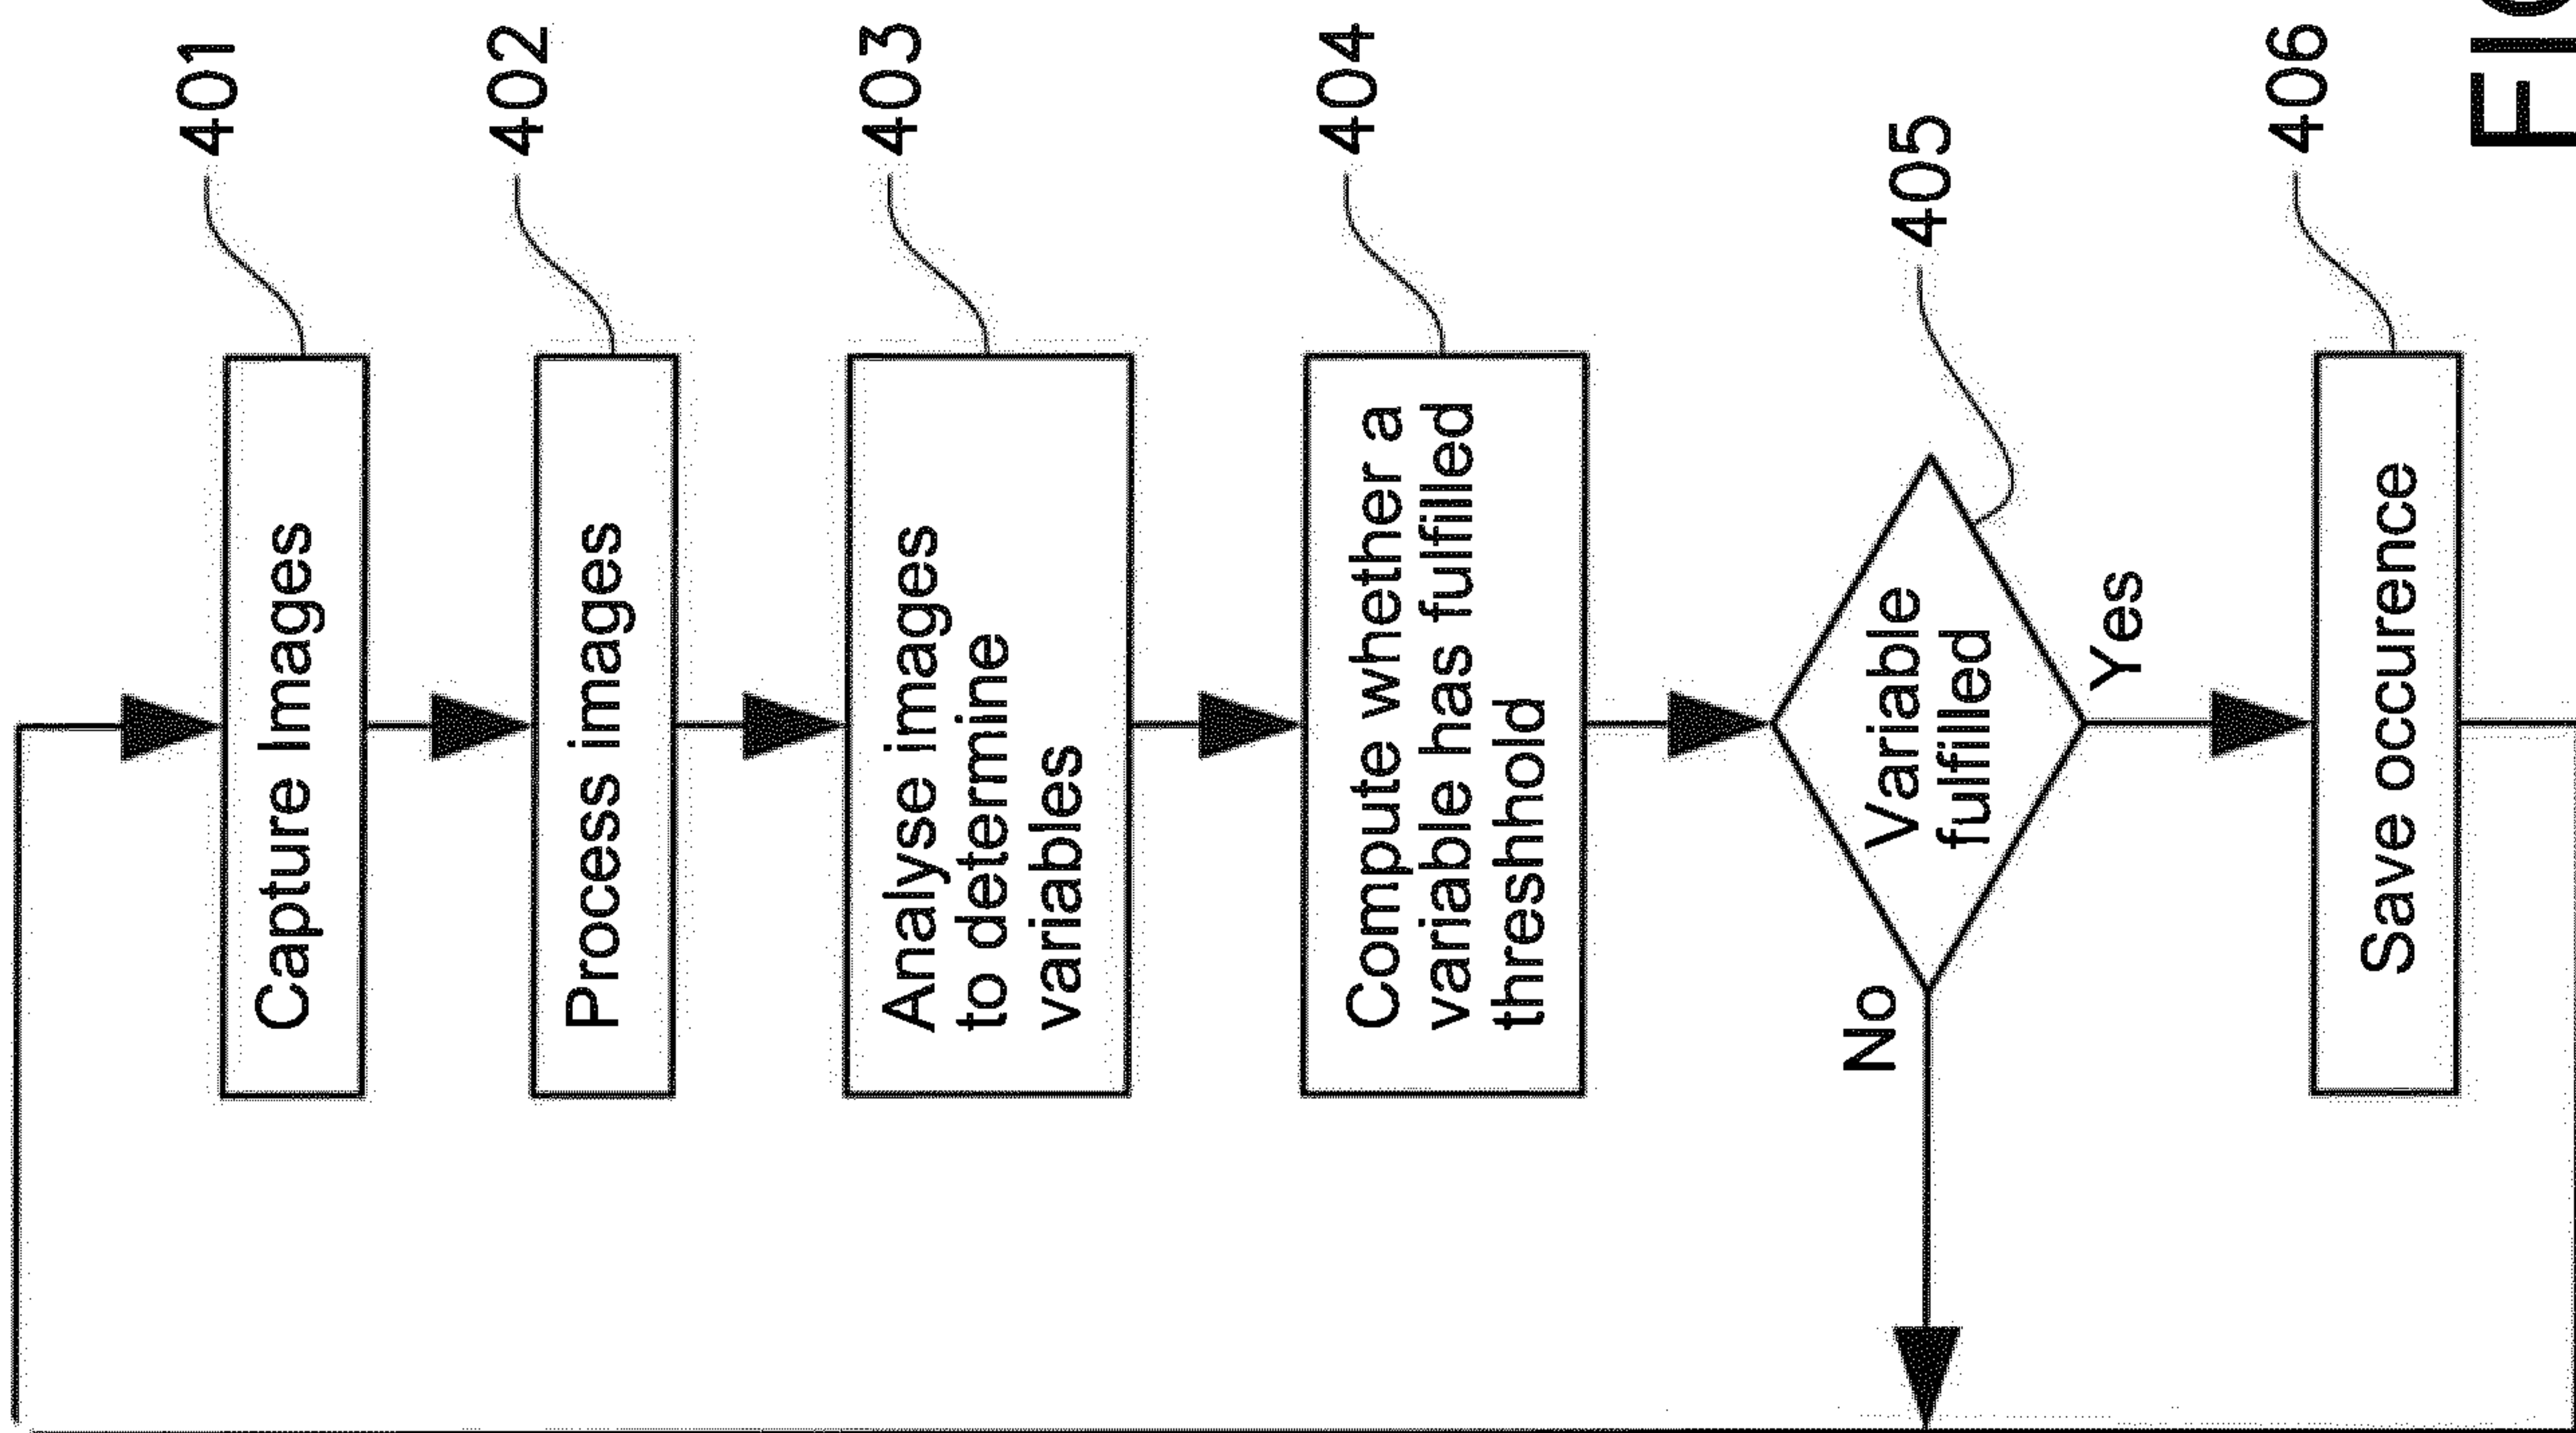 401
Capture Images
402
Process images
403
Analyse images
to determine
variables
404
Compute whether a
variable has fulfilled
threshhold
405
Variable
fulfilled
No
Yes
406
Save occurence